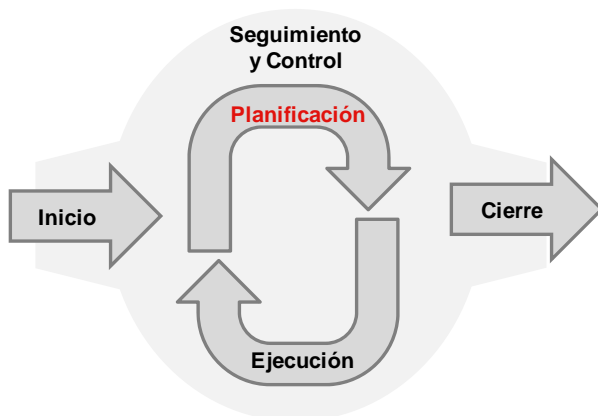 Seguimiento
y Control
Planificación
Inicio
Cierre
Ejecución